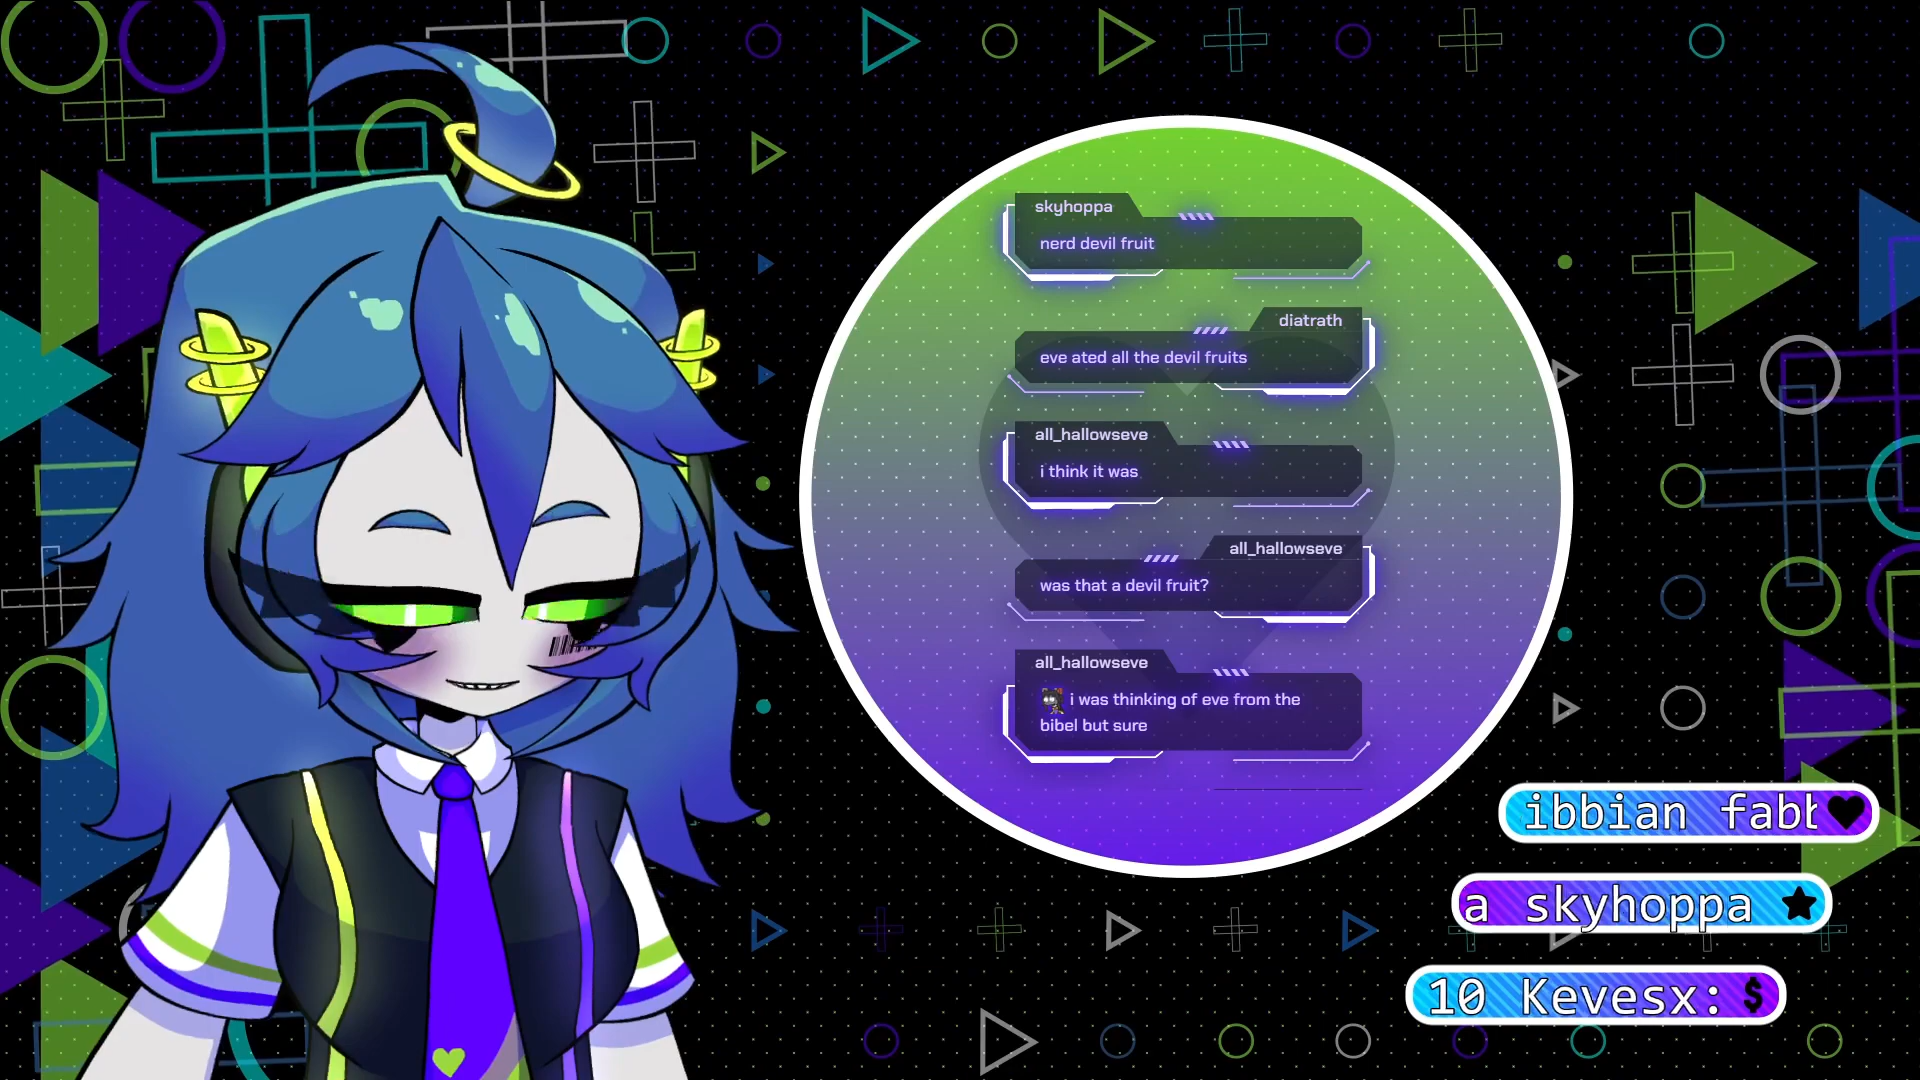 skyhoppa
nerd devil fruit
diatrath
eve ated all the devil fruits
all_hallowseve
i think it was
all_hallowseve
was that a devil fruit?
all_hallowseve
i was thinking of eve from the
bibel but sure
ibbian fabb
a skyhoppa
10 Kevesx: $